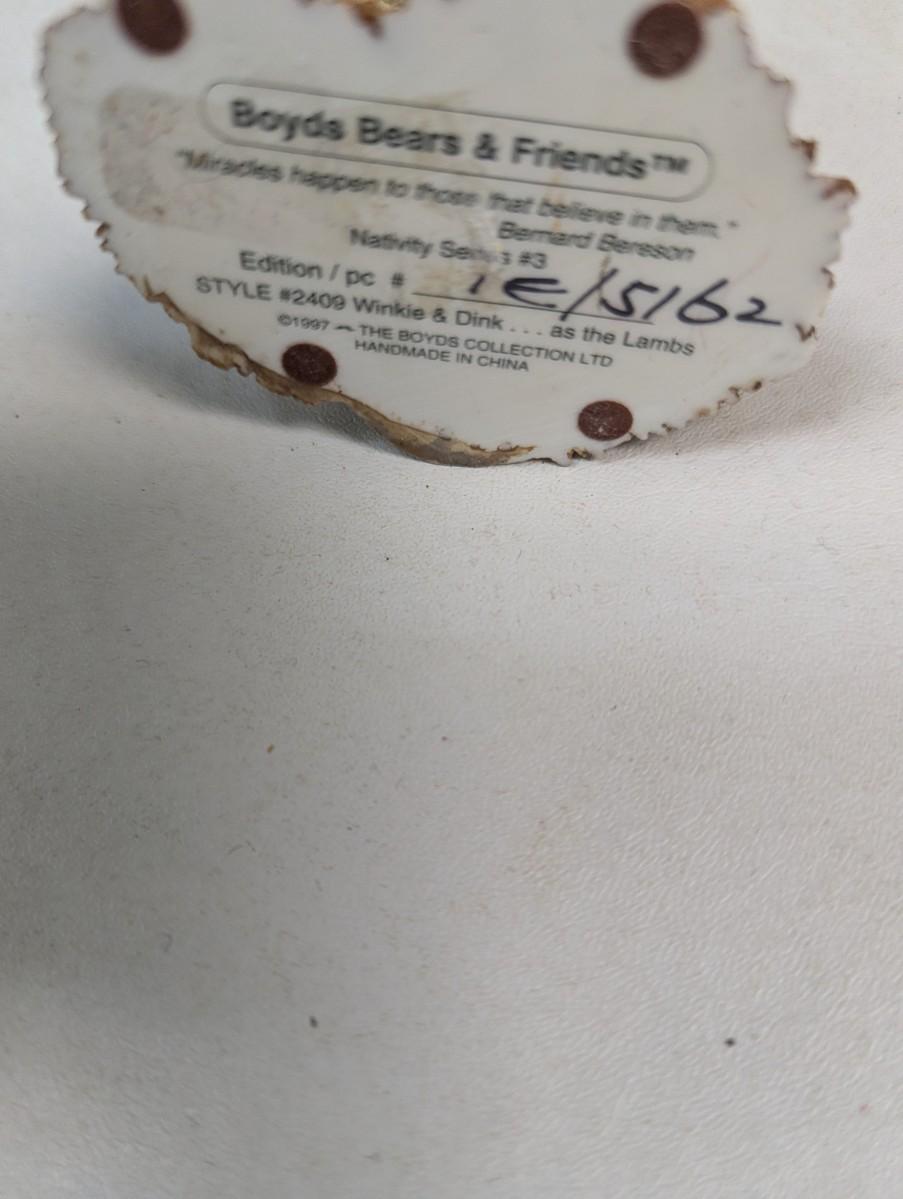 Boyds Bears & Friends™
"Miracles happen to those that believe in them."
Bernard Bereson
Nativity Series #3
Edition / pc # 1E/5162
STYLE #2409 Winkie & Dink . . . as the Lambs
©1997 THE BOYDS COLLECTION LTD
HANDMADE IN CHINA